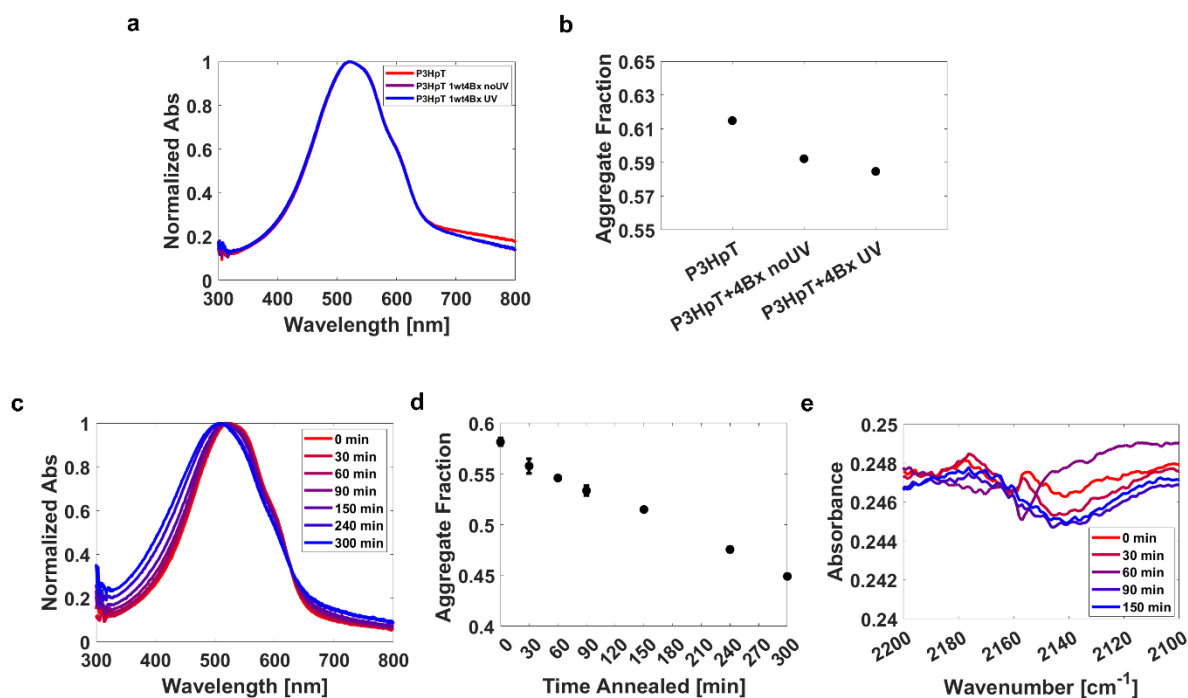 a
1
0.8
0.6
0.4
0.2
0
Normalized Abs
P3HpT
P3HpT 1wt4Bx noUV
P3HpT 1wt4Bx UV
300
400
500
600
700
800
Wavelength [nm]
b
0.65
0.63
0.61
0.59
0.57
0.55
Aggregate Fraction
P3HpT
P3HpT+4Bx noUV
P3HpT+4Bx UV
c
1
0.8
0.6
0.4
0.2
0
Normalized Abs
0 min
30 min
60 min
90 min
150 min
240 min
300 min
300
400
500
600
700
800
Wavelength [nm]
d
0.6
0.55
0.5
0.45
0.4
Aggregate Fraction
0
30
60
90
120
150
180
210
240
270
300
Time Annealed [min]
e
0.25
0.248
0.246
0.244
0.242
0.24
Absorbance
0 min
30 min
60 min
90 min
150 min
2200
2180
2160
2140
2120
2100
Wavenumber [cm⁻¹]